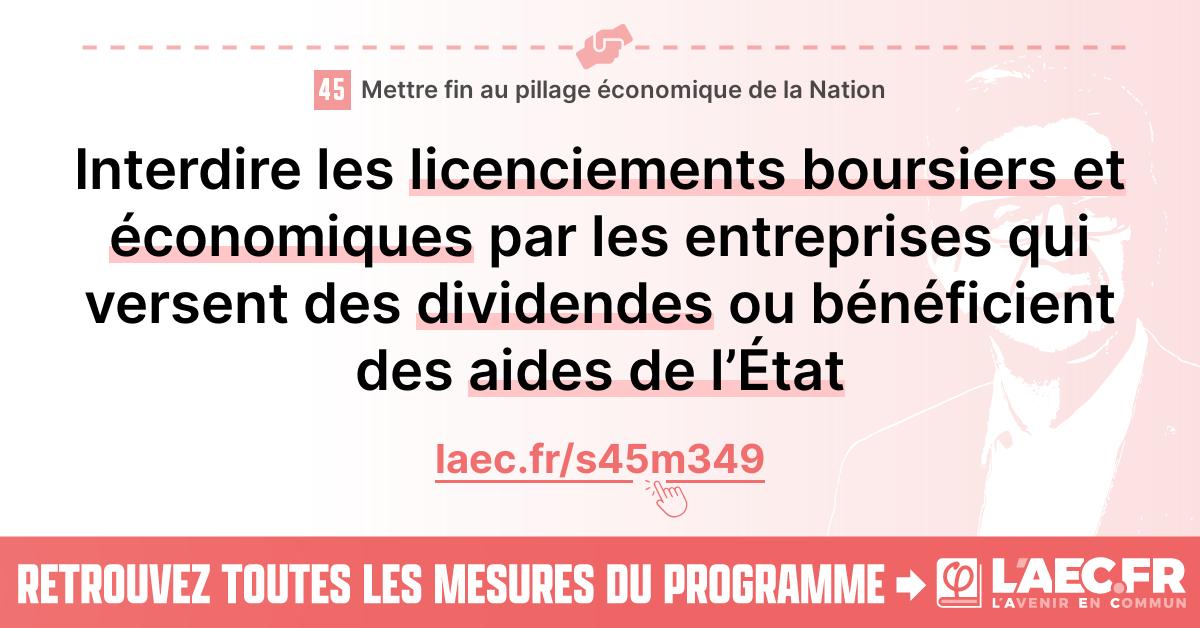 45 Mettre fin au pillage économique de la Nation
Interdire les licenciements boursiers et
économiques par les entreprises qui
versent des dividendes ou bénéficient
des aides de l’État
laec.fr/s45m349
RETROUVEZ TOUTES LES MESURES DU PROGRAMME
φ L'AEC.FR
L'AVENIR EN COMMUN